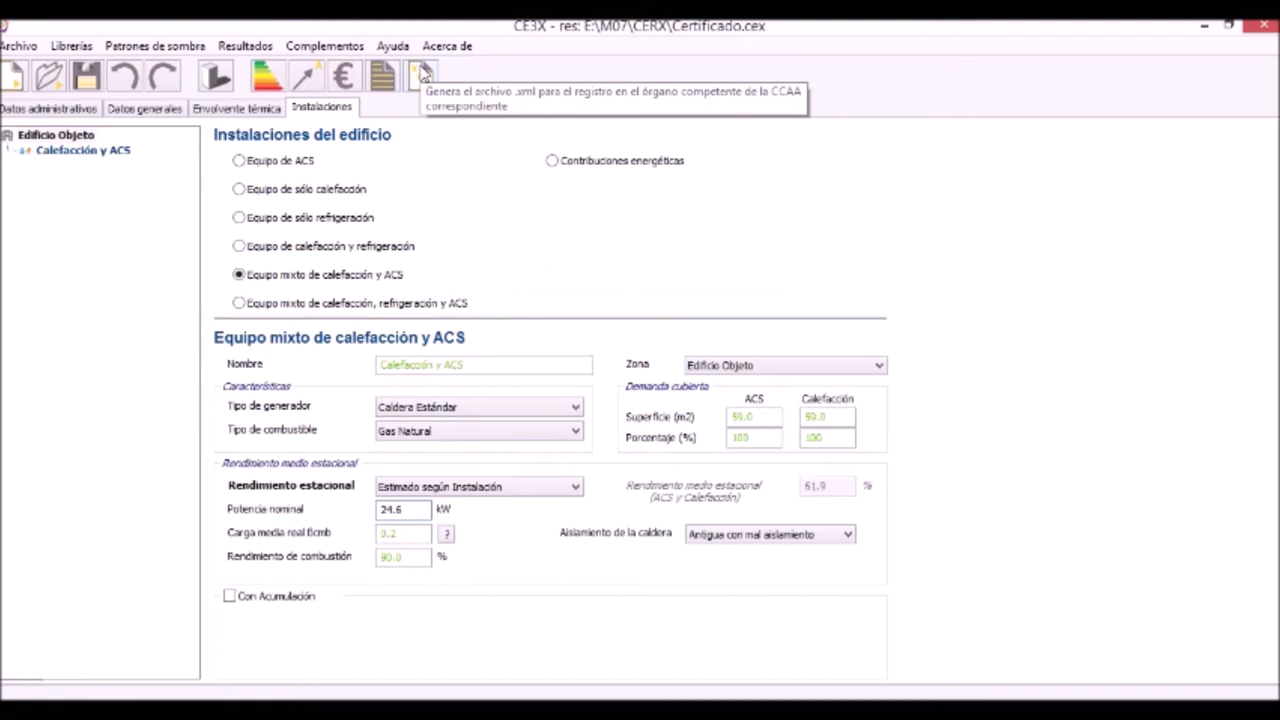 CE3X - res: E:\M07\CERX\Certificado.cex
Archivo Librerías Patrones de sombra Resultados Complementos Ayuda Acerca de
Genera el archivo .xml para el registro en el órgano competente de la CCAA
correspondiente
Datos administrativos Datos generales Envolvente térmica Instalaciones
Edificio Objeto
Calefacción y ACS
Instalaciones del edificio
Equipo de ACS Contribuciones energéticas
Equipo de sólo calefacción
Equipo de sólo refrigeración
Equipo de calefacción y refrigeración
Equipo mixto de calefacción y ACS
Equipo mixto de calefacción, refrigeración y ACS
Equipo mixto de calefacción y ACS
Nombre Calefacción y ACS Zona Edificio Objeto
Características Demanda cubierta
ACS Calefacción
Tipo de generador Caldera Estándar
Superficie (m2) 59.0 59.0
Tipo de combustible Gas Natural
Porcentaje (%) 100 100
Rendimiento medio estacional
Rendimiento estacional Estimado según Instalación Rendimiento medio estacional 61.9 %
(ACS y Calefacción)
Potencia nominal 24.6 kW
Carga media real βcmb 0.2 ? Aislamiento de la caldera Antigua con mal aislamiento
Rendimiento de combustión 90.0 %
Con Acumulación